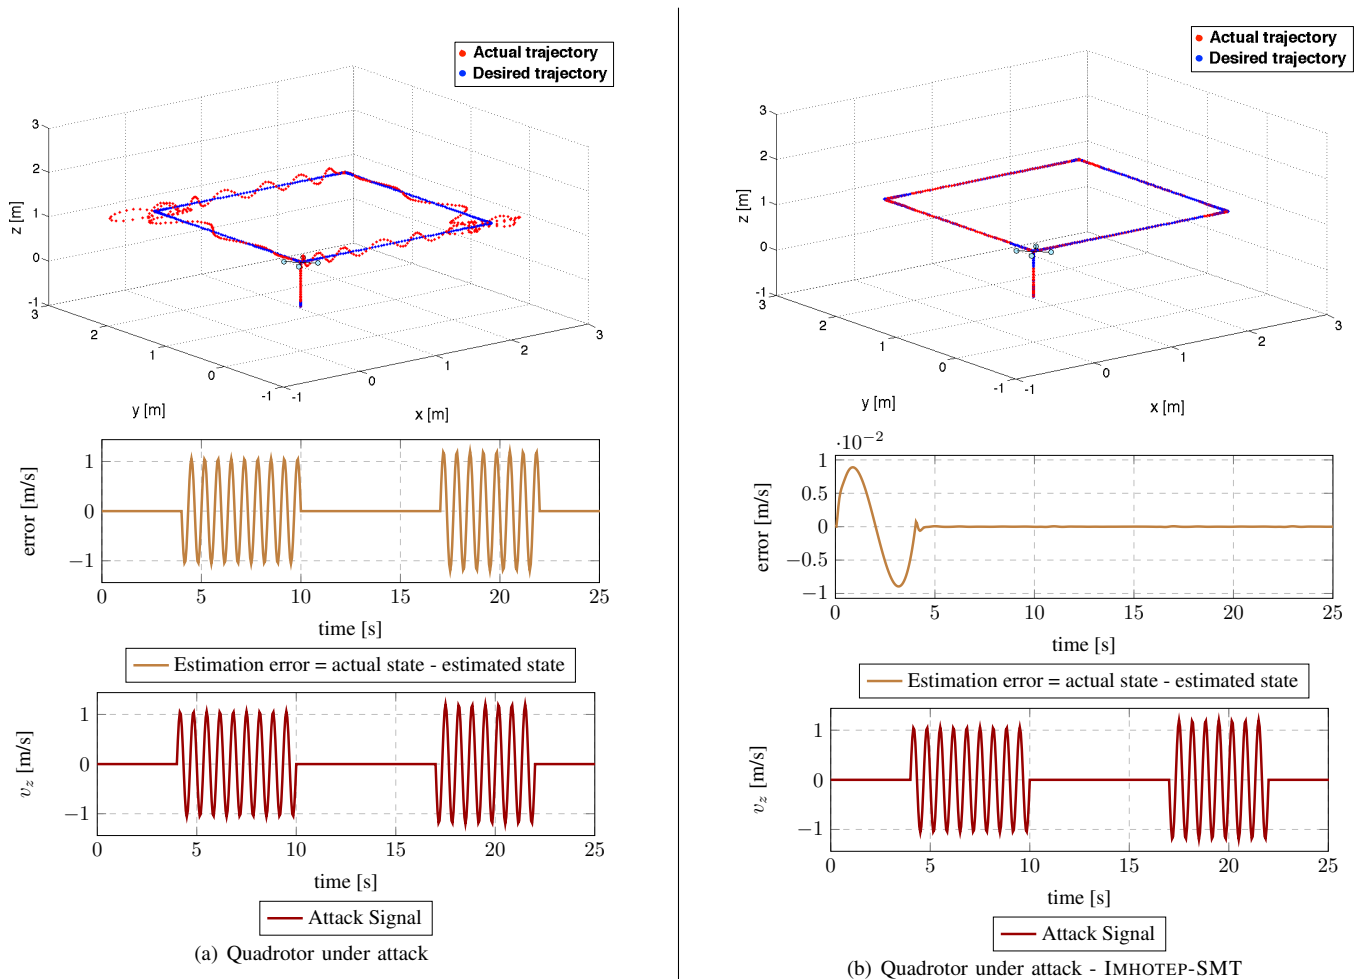 Actual trajectory
Desired trajectory
3
2
1
0
-1
z [m]
3
2
1
0
-1
y [m]
-1
0
1
2
3
x [m]
1
0
−1
error [m/s]
0 5 10 15 20 25
time [s]
Estimation error = actual state - estimated state
1
0
−1
v_z [m/s]
0 5 10 15 20 25
time [s]
Attack Signal
(a) Quadrotor under attack
Actual trajectory
Desired trajectory
3
2
1
0
-1
z [m]
3
2
1
0
-1
y [m]
-1
0
1
2
3
x [m]
·10⁻²
1
0.5
0
−0.5
−1
error [m/s]
0 5 10 15 20 25
time [s]
Estimation error = actual state - estimated state
1
0
−1
v_z [m/s]
0 5 10 15 20 25
time [s]
Attack Signal
(b) Quadrotor under attack - IMHOTEP-SMT